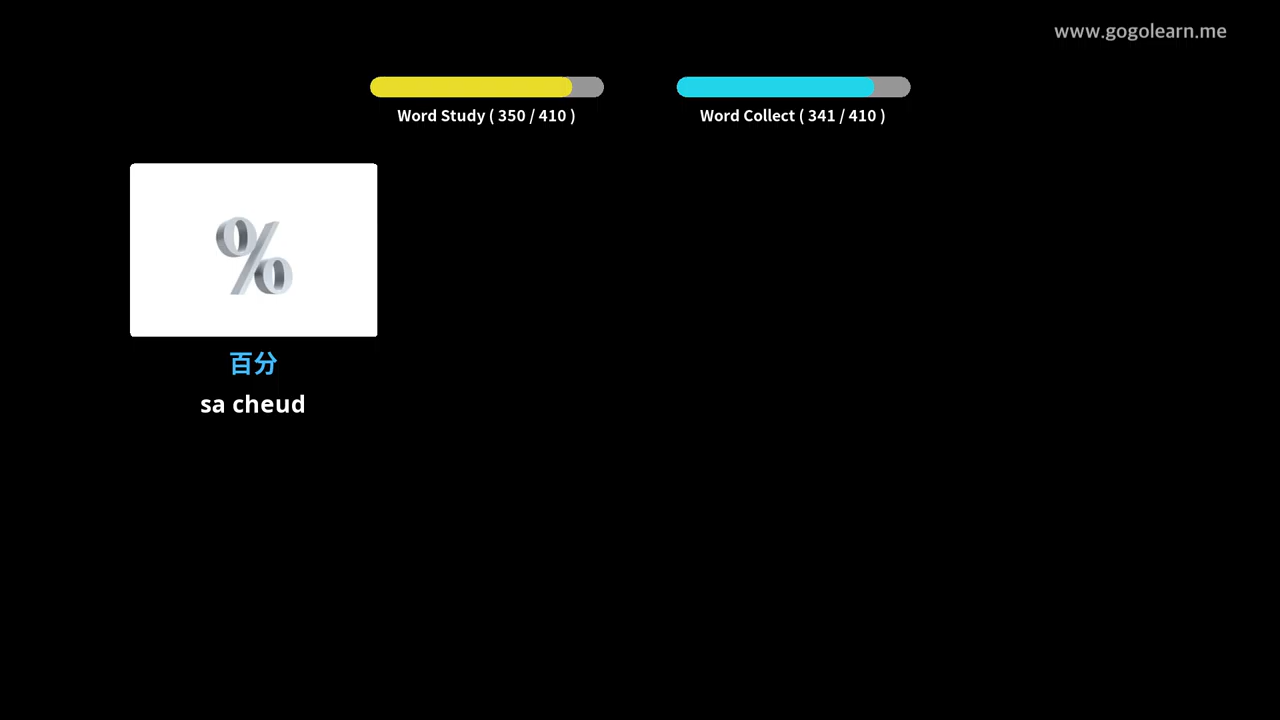 www.gogolearn.me
Word Study ( 350 / 410 )
Word Collect ( 341 / 410 )
%
百分
sa cheud